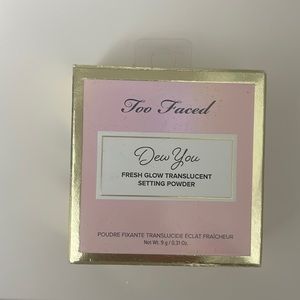 Too Faced
Dew You
FRESH GLOW TRANSLUCENT
SETTING POWDER
POUDRE FIXANTE TRANSLUCIDE ÉCLAT FRAÎCHEUR
Net Wt. 9 g / 0.31 Oz.